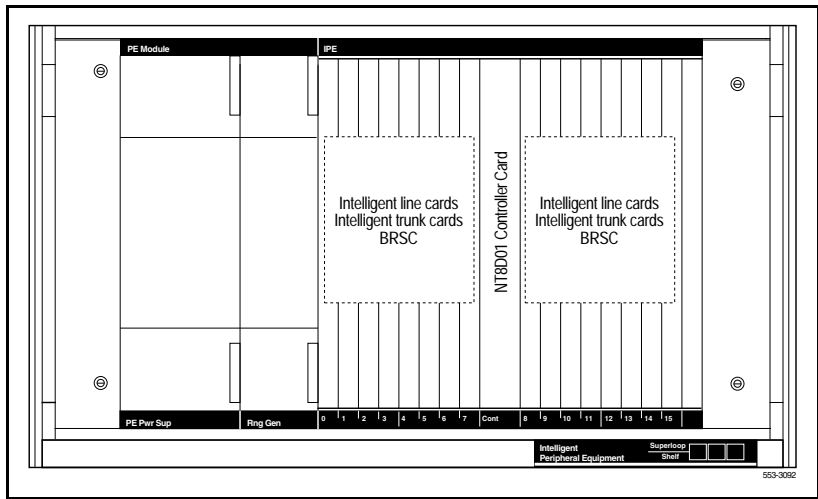 PE Module
IPE
Intelligent line cards
Intelligent trunk cards
BRSC
NT8D01 Controller Card
Intelligent line cards
Intelligent trunk cards
BRSC
PE Pwr Sup
Rng Gen
0 1 2 3 4 5 6 7 Cont 8 9 10 11 12 13 14 15
Intelligent
Peripheral Equipment
Superloop
Shelf
553-3092